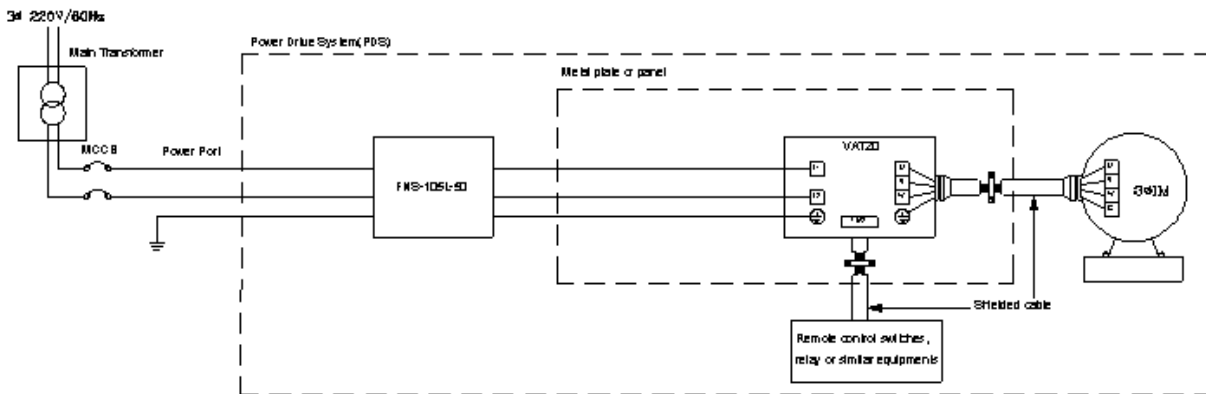 220V/60Hz
Main Transformer
Power Drive System(PDS)
Metal plate or panel
MCCB
Power Port
VAT20
Shielded cable
Remote control switches,
relay or similar equipments